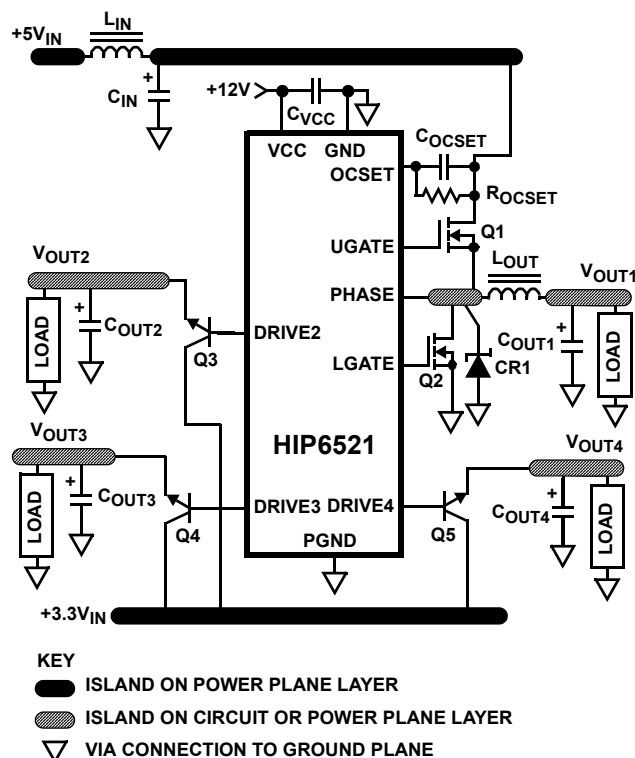 +5VIN
LIN
+
CIN
+12V
CVCC
VCC
GND
COCSET
OCSET
ROCSET
UGATE
Q1
VOUT2
LOUT
VOUT1
PHASE
LOAD
+
COUT2
Q3
DRIVE2
LGATE
Q2
CR1
COUT1
+
LOAD
HIP6521
VOUT3
VOUT4
LOAD
+
COUT3
Q4
DRIVE3
DRIVE4
Q5
COUT4
+
LOAD
PGND
+3.3VIN
KEY
ISLAND ON POWER PLANE LAYER
ISLAND ON CIRCUIT OR POWER PLANE LAYER
VIA CONNECTION TO GROUND PLANE